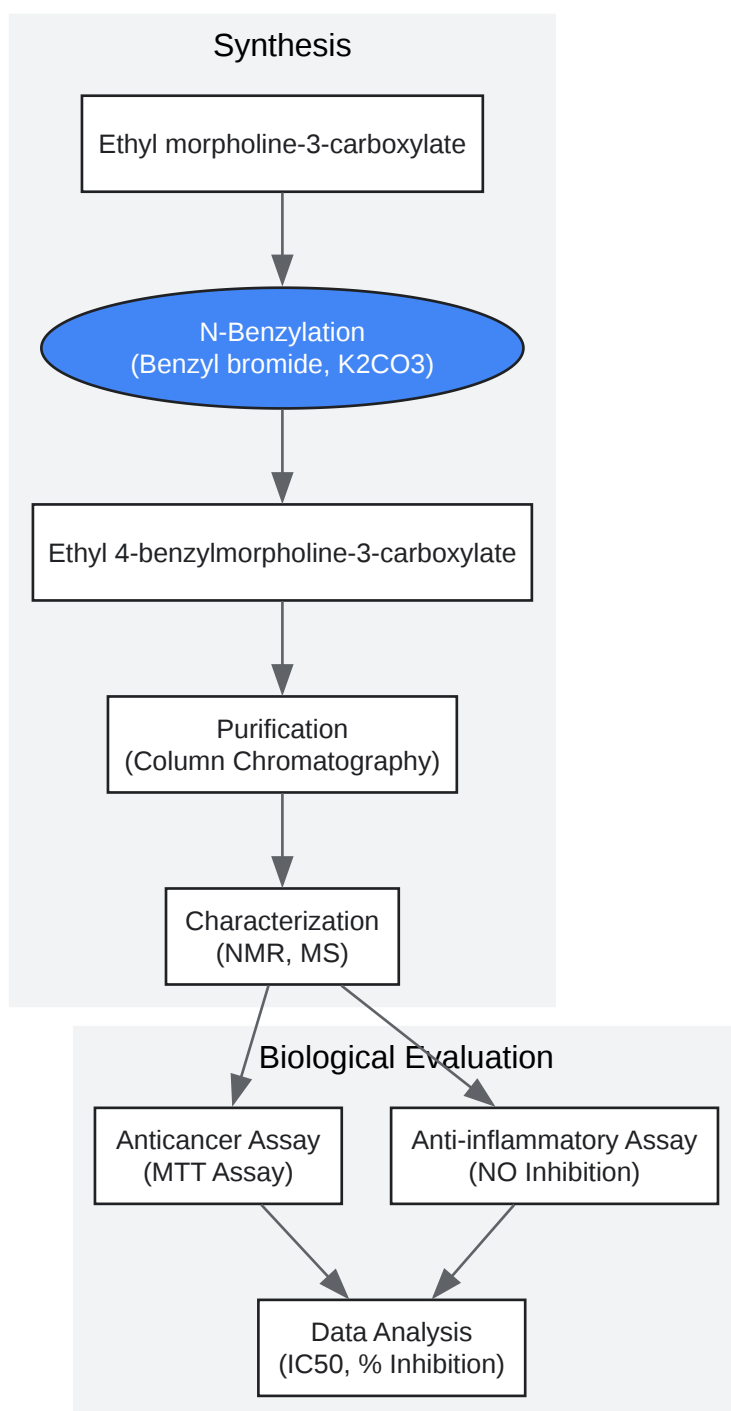 Synthesis
Ethyl morpholine-3-carboxylate
N-Benzylation
(Benzyl bromide, K2CO3)
Ethyl 4-benzylmorpholine-3-carboxylate
Purification
(Column Chromatography)
Characterization
(NMR, MS)
Biological Evaluation
Anticancer Assay
(MTT Assay)
Anti-inflammatory Assay
(NO Inhibition)
Data Analysis
(IC50, % Inhibition)